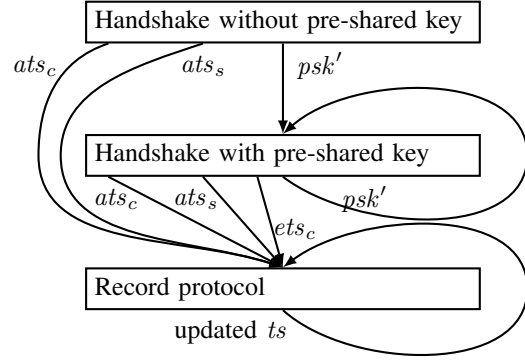 Handshake without pre-shared key
ats_c ats_s psk′
Handshake with pre-shared key
ats_c ats_s psk′
ets_c
Record protocol
updated ts